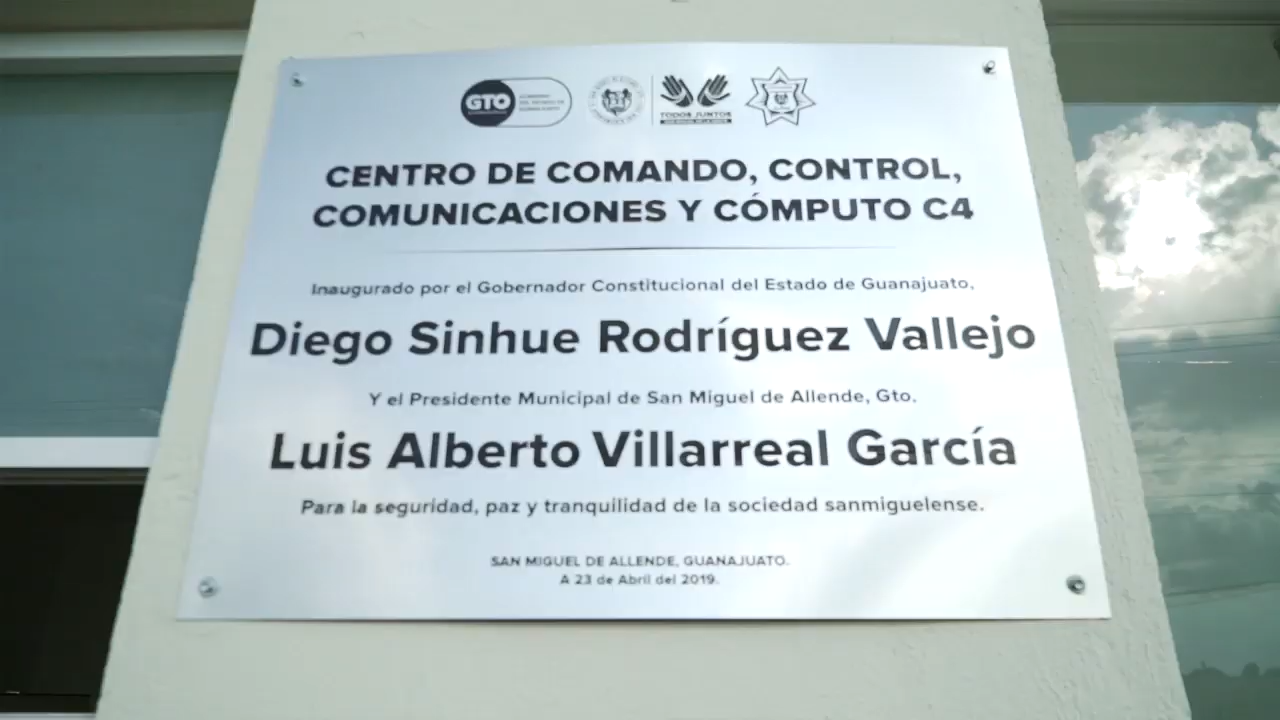 GTO
TODOS JUNTOS
CENTRO DE COMANDO, CONTROL,
COMUNICACIONES Y CÓMPUTO C4
Inaugurado por el Gobernador Constitucional del Estado de Guanajuato,
Diego Sinhue Rodríguez Vallejo
Y el Presidente Municipal de San Miguel de Allende, Gto.
Luis Alberto Villarreal García
Para la seguridad, paz y tranquilidad de la sociedad sanmiguelense.
SAN MIGUEL DE ALLENDE, GUANAJUATO.
A 23 de Abril del 2019.